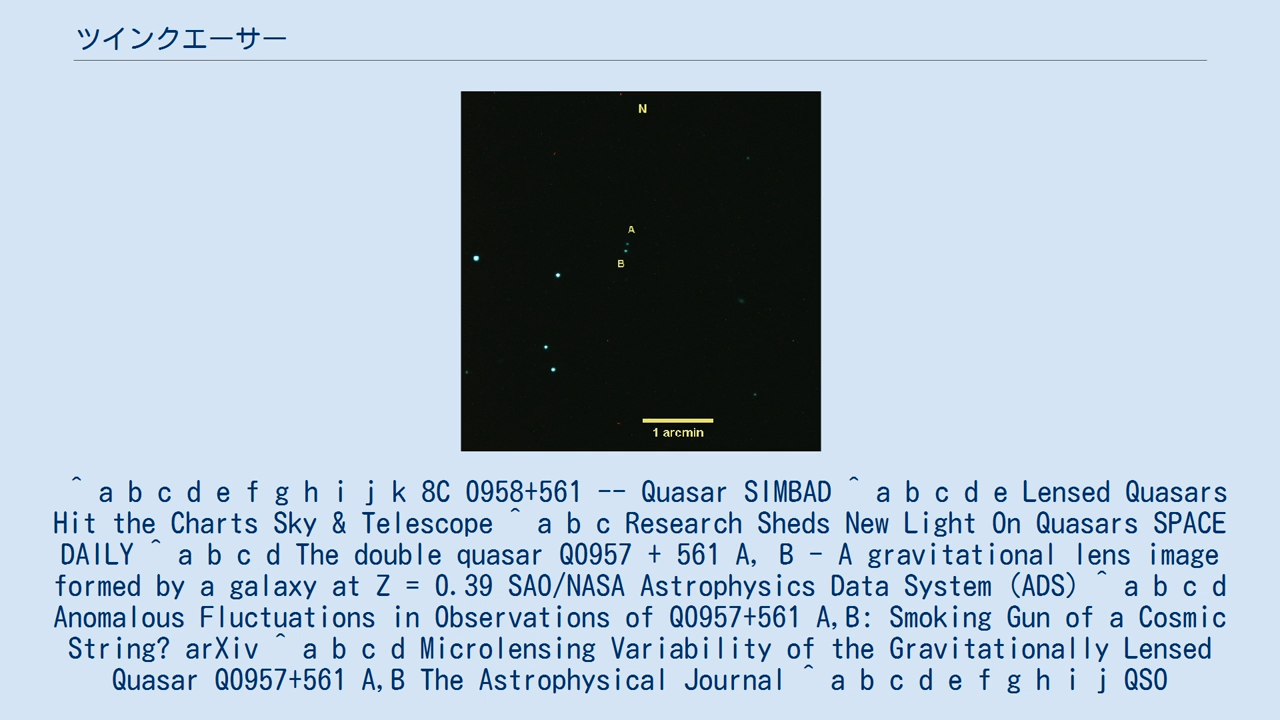 ツインクエーサー
N
A
B
1 arcmin
^ a b c d e f g h i j k 8C 0958+561 -- Quasar SIMBAD ^ a b c d e Lensed Quasars
Hit the Charts Sky & Telescope ^ a b c Research Sheds New Light On Quasars SPACE
DAILY ^ a b c d The double quasar Q0957 + 561 A, B - A gravitational lens image
formed by a galaxy at Z = 0.39 SAO/NASA Astrophysics Data System (ADS) ^ a b c d
Anomalous Fluctuations in Observations of Q0957+561 A,B: Smoking Gun of a Cosmic
String? arXiv ^ a b c d Microlensing Variability of the Gravitationally Lensed
Quasar Q0957+561 A,B The Astrophysical Journal ^ a b c d e f g h i j QSO